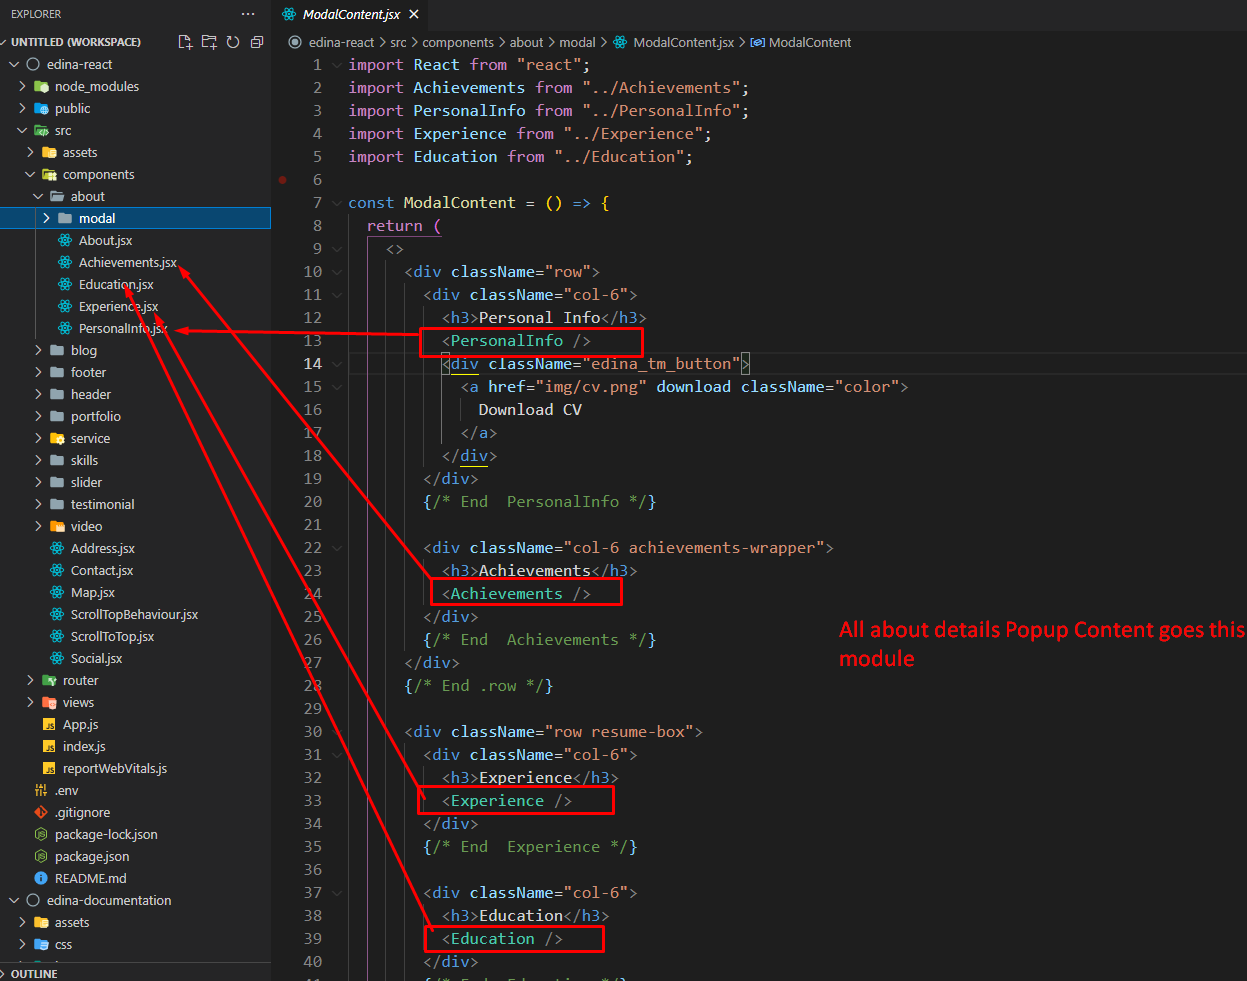 EXPLORER
UNTITLED (WORKSPACE)
edina-react
node_modules
public
src
assets
components
about
modal
About.jsx
Achievements.jsx
Education.jsx
Experience.jsx
PersonalInfo.jsx
blog
footer
header
portfolio
service
skills
slider
testimonial
video
Address.jsx
Contact.jsx
Map.jsx
ScrollTopBehaviour.jsx
ScrollToTop.jsx
Social.jsx
router
views
App.js
index.js
reportWebVitals.js
.env
.gitignore
package-lock.json
package.json
README.md
edina-documentation
assets
css
OUTLINE
ModalContent.jsx
edina-react > src > components > about > modal > ModalContent.jsx > ModalContent
1 import React from "react";
2 import Achievements from "../Achievements";
3 import PersonalInfo from "../PersonalInfo";
4 import Experience from "../Experience";
5 import Education from "../Education";
6
7 const ModalContent = () => {
8 return (
9 <>
10 <div className="row">
11 <div className="col-6">
12 <h3>Personal Info</h3>
13 <PersonalInfo />
14 <div className="edina_tm_button">
15 <a href="img/cv.png" download className="color">
16 Download CV
17 </a>
18 </div>
19 </div>
20 {/* End  PersonalInfo */}
21
22 <div className="col-6 achievements-wrapper">
23 <h3>Achievements</h3>
24 <Achievements />
25 </div>
26 {/* End  Achievements */}
27 </div>
28 {/* End .row */}
29
30 <div className="row resume-box">
31 <div className="col-6">
32 <h3>Experience</h3>
33 <Experience />
34 </div>
35 {/* End  Experience */}
36
37 <div className="col-6">
38 <h3>Education</h3>
39 <Education />
40 </div>
All about details Popup Content goes this
module